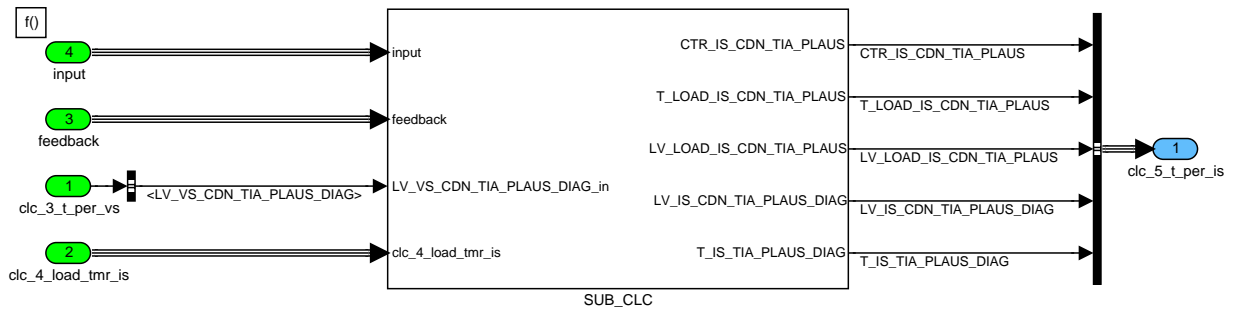 f()
4
input
3
feedback
1
clc_3_t_per_vs
<LV_VS_CDN_TIA_PLAUS_DIAG>
2
clc_4_load_tmr_is
input
feedback
LV_VS_CDN_TIA_PLAUS_DIAG_in
clc_4_load_tmr_is
CTR_IS_CDN_TIA_PLAUS
T_LOAD_IS_CDN_TIA_PLAUS
LV_LOAD_IS_CDN_TIA_PLAUS
LV_IS_CDN_TIA_PLAUS_DIAG
T_IS_TIA_PLAUS_DIAG
SUB_CLC
CTR_IS_CDN_TIA_PLAUS
T_LOAD_IS_CDN_TIA_PLAUS
LV_LOAD_IS_CDN_TIA_PLAUS
LV_IS_CDN_TIA_PLAUS_DIAG
T_IS_TIA_PLAUS_DIAG
1
clc_5_t_per_is